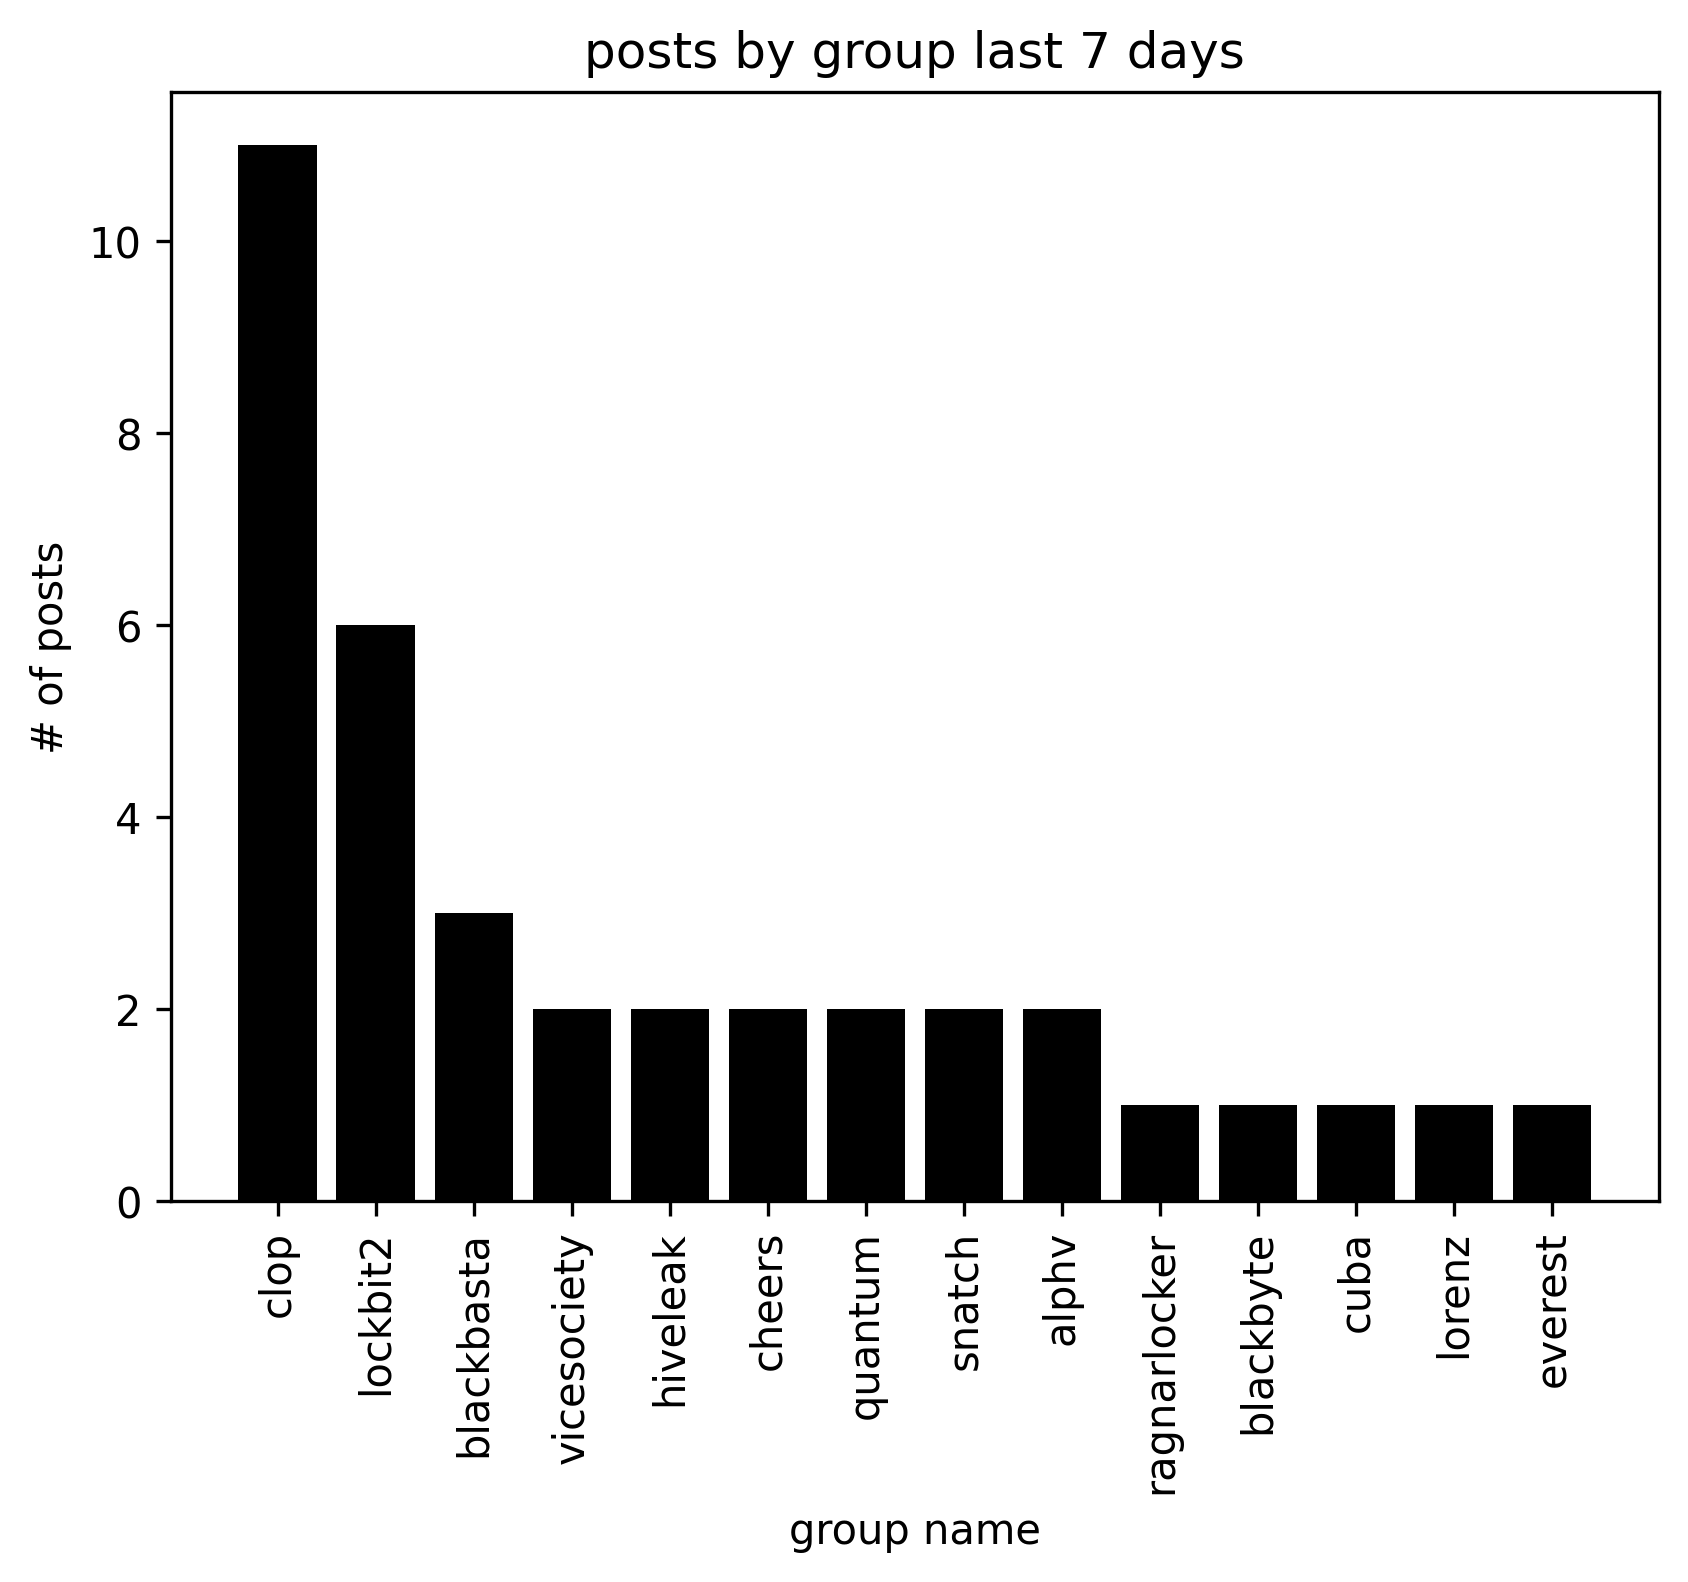 posts by group last 7 days
# of posts
10
8
6
4
2
0
clop
lockbit2
blackbasta
vicesociety
hiveleak
cheers
quantum
snatch
alphv
ragnarlocker
blackbyte
cuba
lorenz
everest
group name